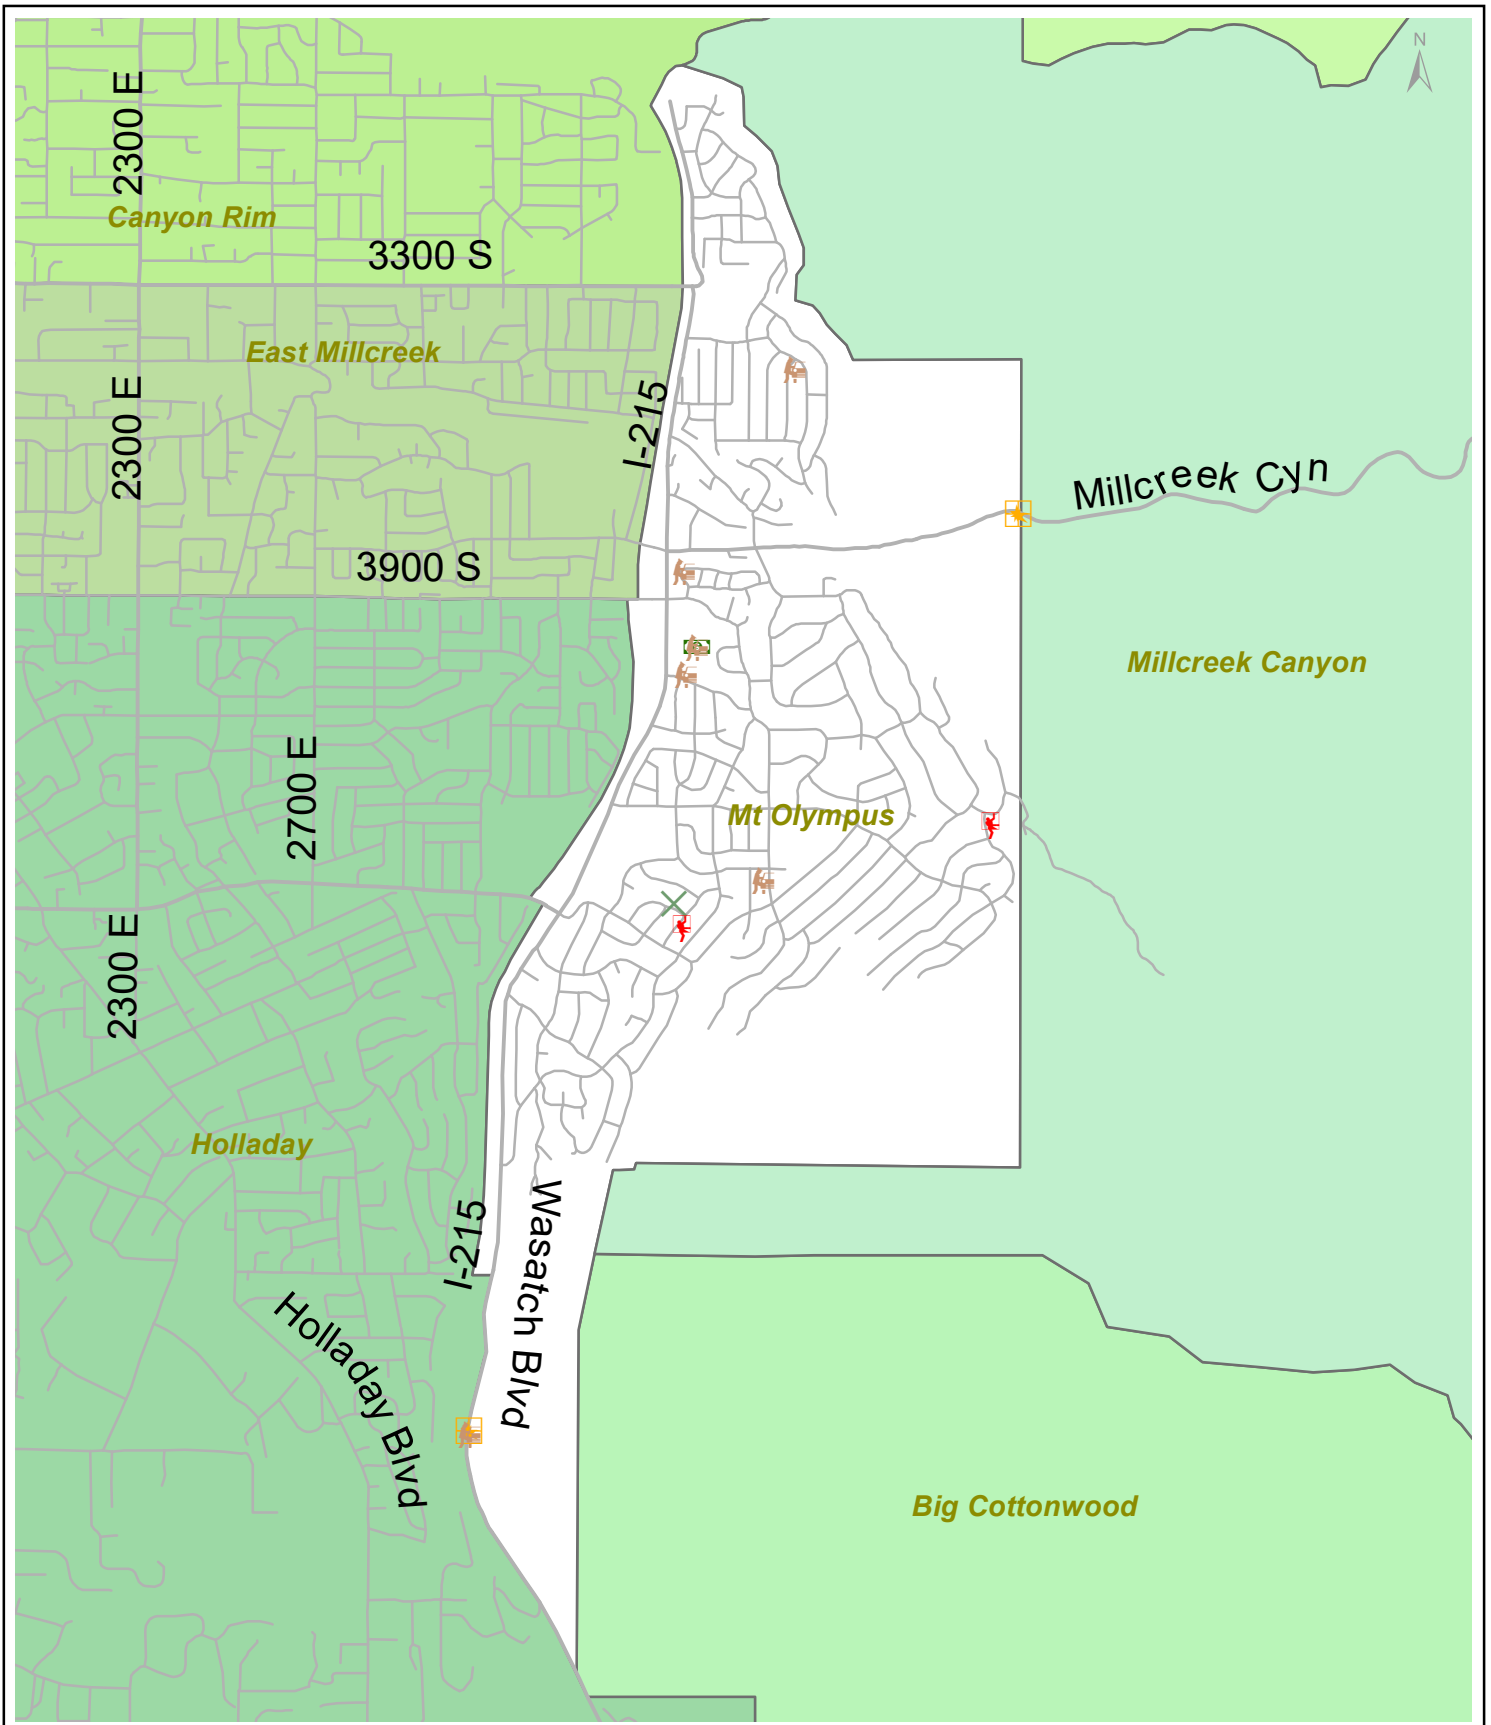 N
2300 E
Canyon Rim
3300 S
East Millcreek
2300 E
I-215
Millcreek Cyn
3900 S
Millcreek Canyon
2700 E
Mt Olympus
2300 E
Holladay
I-215
Wasatch Blvd
Holladay Blvd
Big Cottonwood